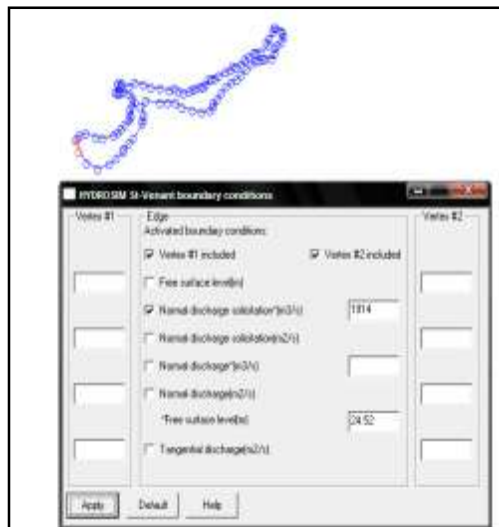 HYDROSIM St-Venant boundary conditions
Vertex #1
Edge
Vertex #2
Activated boundary conditions:
Vertex #1 included
Vertex #2 included
Free surface level(m)
Normal discharge solicitation*(m3/s)
1814
Normal discharge solicitation(m2/s)
Normal discharge*(m3/s)
Normal discharge(m2/s)
*Free surface level(m)
24.52
Tangential discharge(m2/s)
Apply
Default
Help